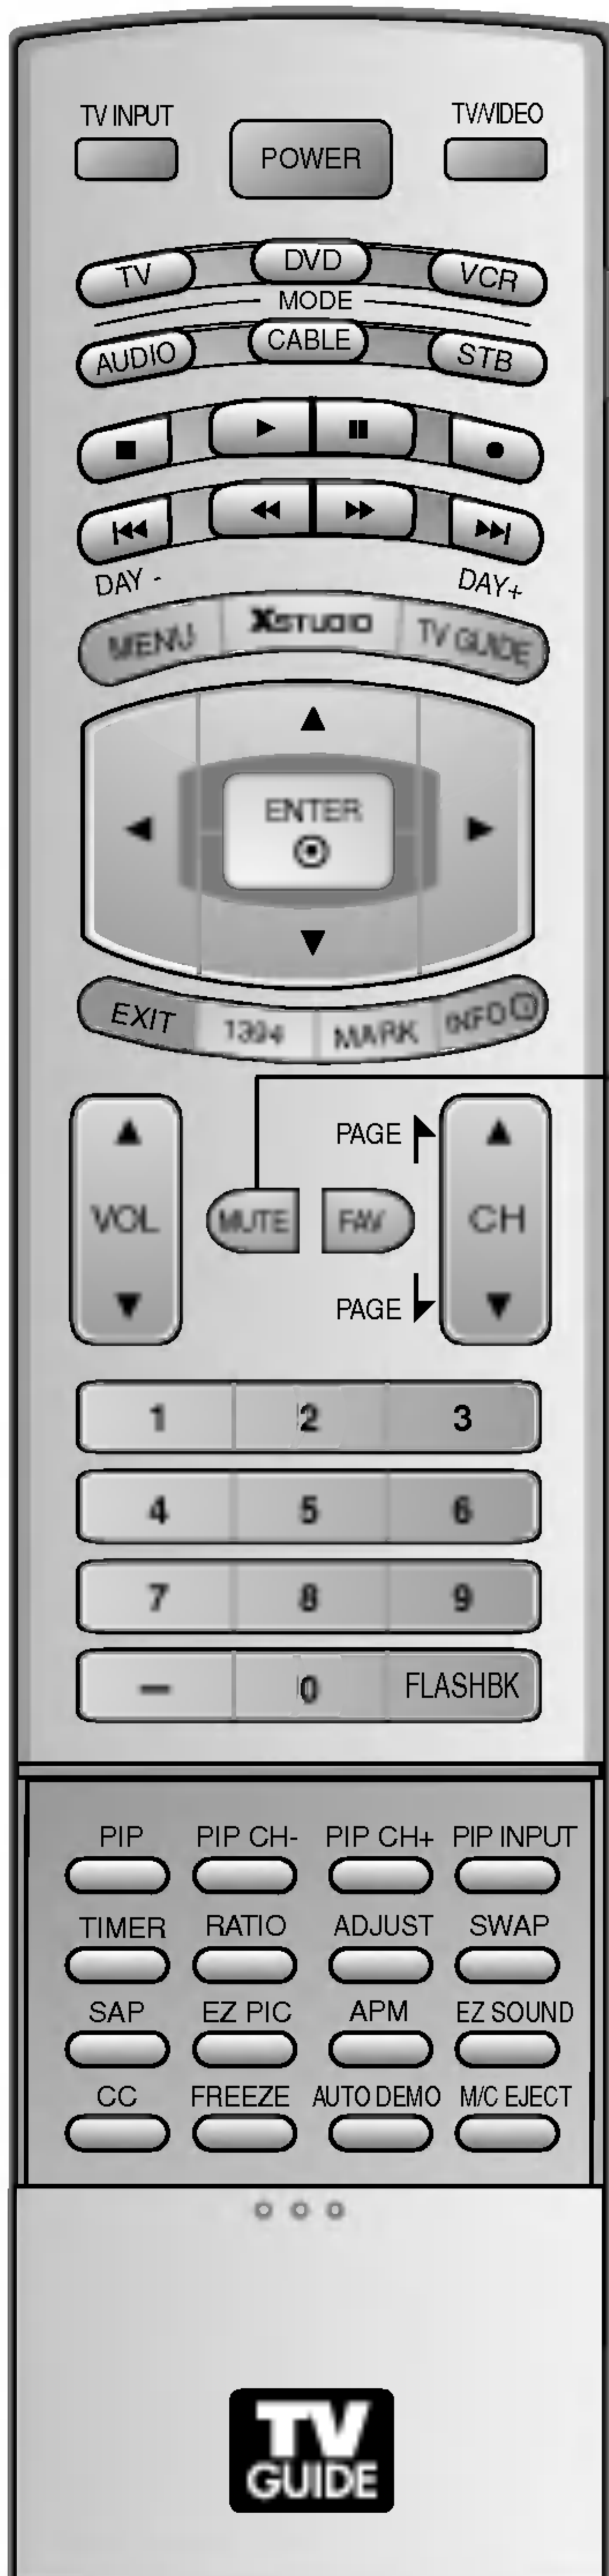 TV INPUT POWER TV/VIDEO
TV DVD VCR
MODE
AUDIO CABLE STB
DAY - DAY+
MENU XSTUDIO TV GUIDE
ENTER
EXIT 1394 MARK INFO i
PAGE
VOL MUTE FAV CH
PAGE
1 2 3
4 5 6
7 8 9
— 0 FLASHBK
PIP PIP CH- PIP CH+ PIP INPUT
TIMER RATIO ADJUST SWAP
SAP EZ PIC APM EZ SOUND
CC FREEZE AUTO DEMO M/C EJECT
TV
GUIDE